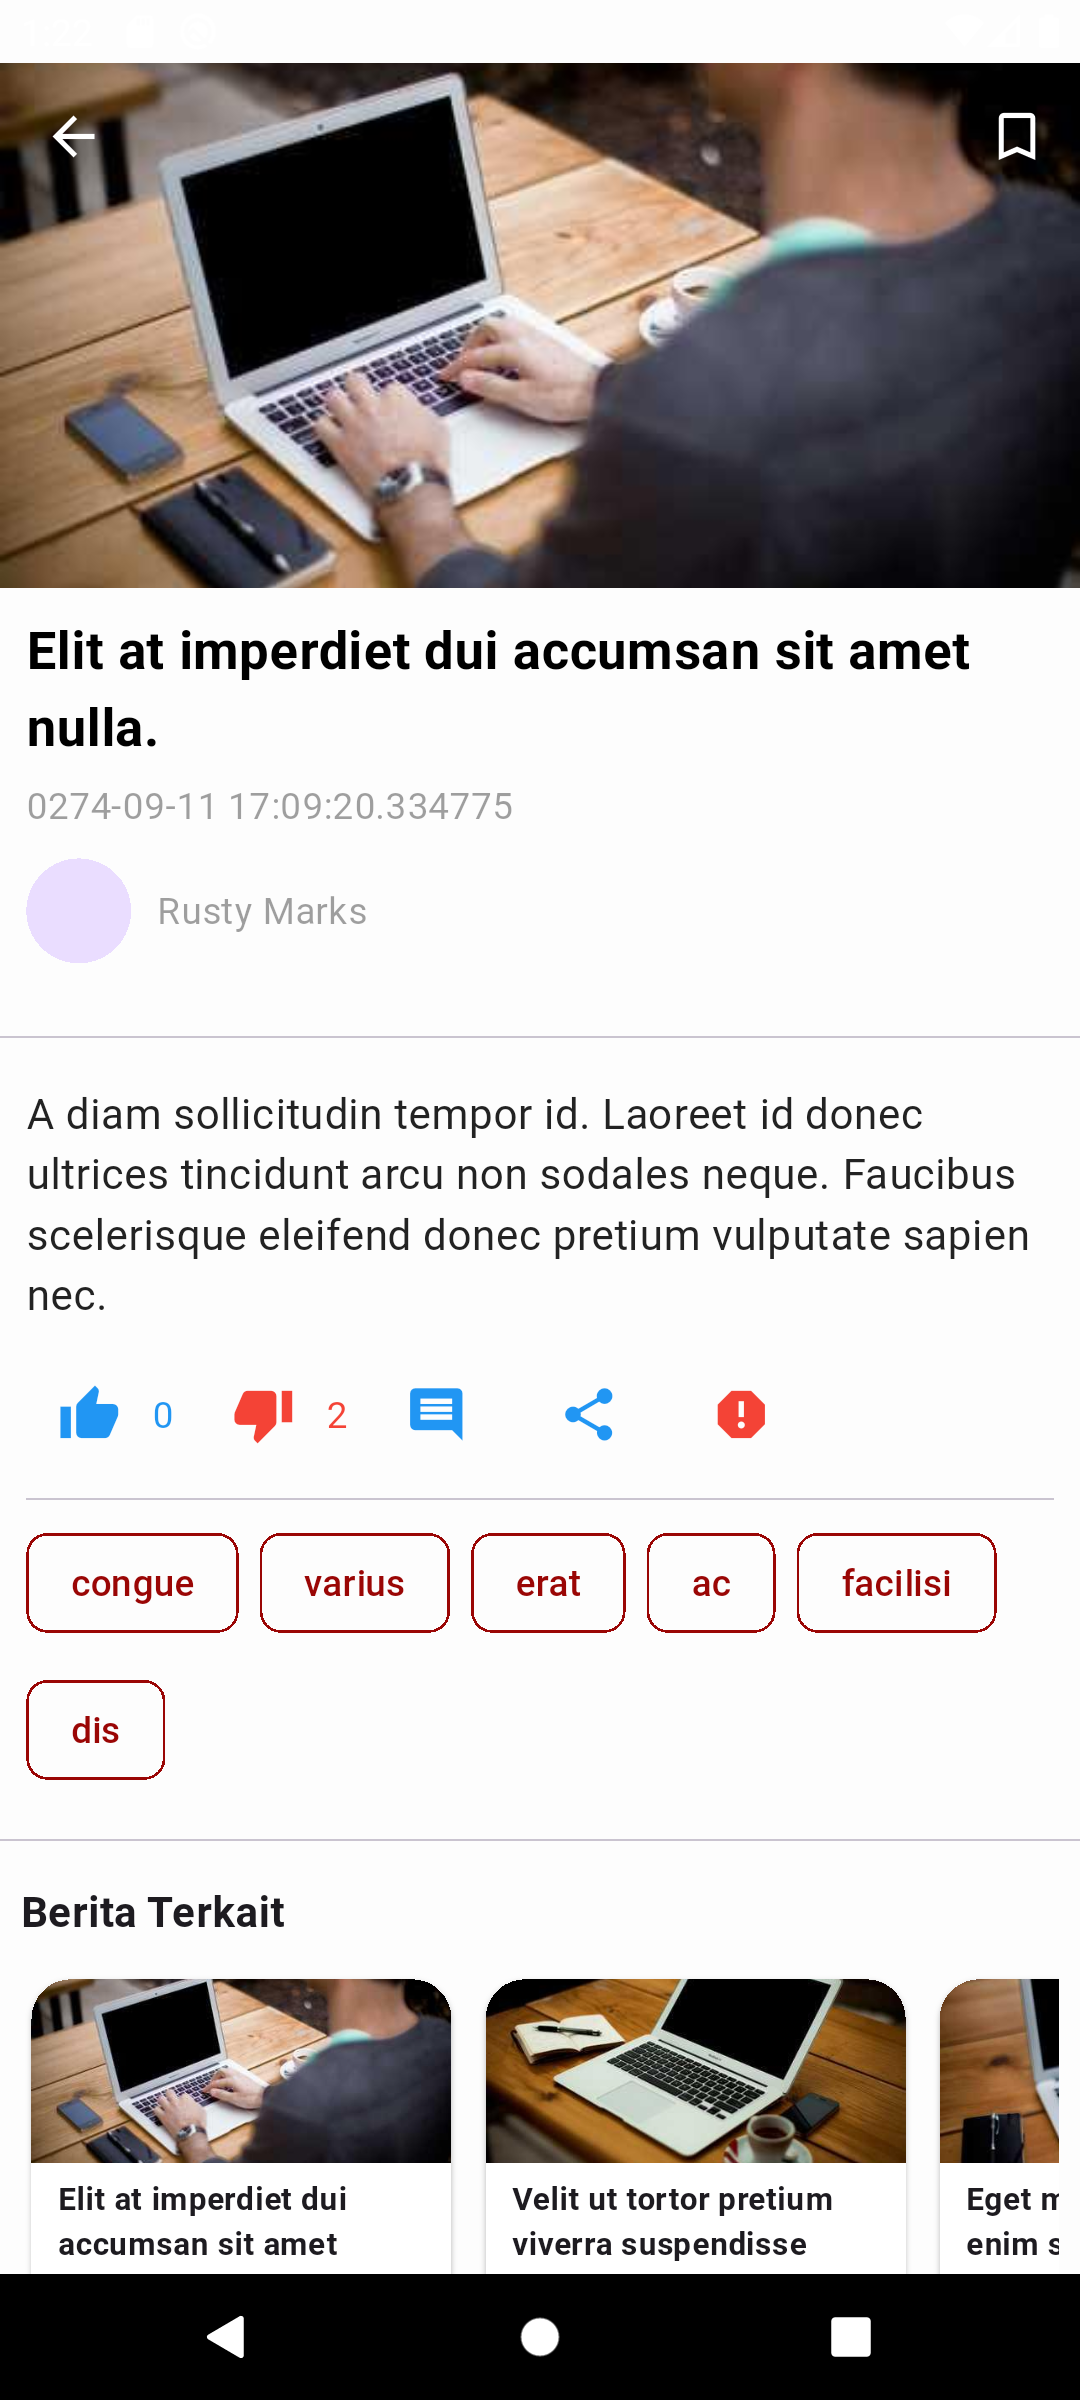 Elit at imperdiet dui accumsan sit amet
nulla.
0274-09-11 17:09:20.334775
Rusty Marks
A diam sollicitudin tempor id. Laoreet id donec
ultrices tincidunt arcu non sodales neque. Faucibus
scelerisque eleifend donec pretium vulputate sapien
nec.
0 2
congue varius erat ac facilisi
dis
Berita Terkait
Elit at imperdiet dui
accumsan sit amet
Velit ut tortor pretium
viverra suspendisse
Eget
enim